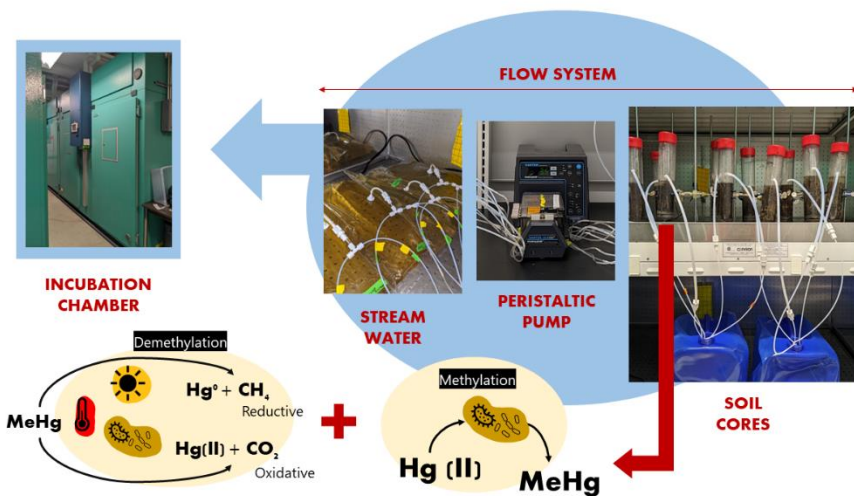 FLOW SYSTEM
INCUBATION
CHAMBER
STREAM
WATER
PERISTALTIC
PUMP
SOIL
CORES
Demethylation
MeHg
Hg⁰ + CH₄
Reductive
Hg(II) + CO₂
Oxidative
Methylation
Hg (II)
MeHg